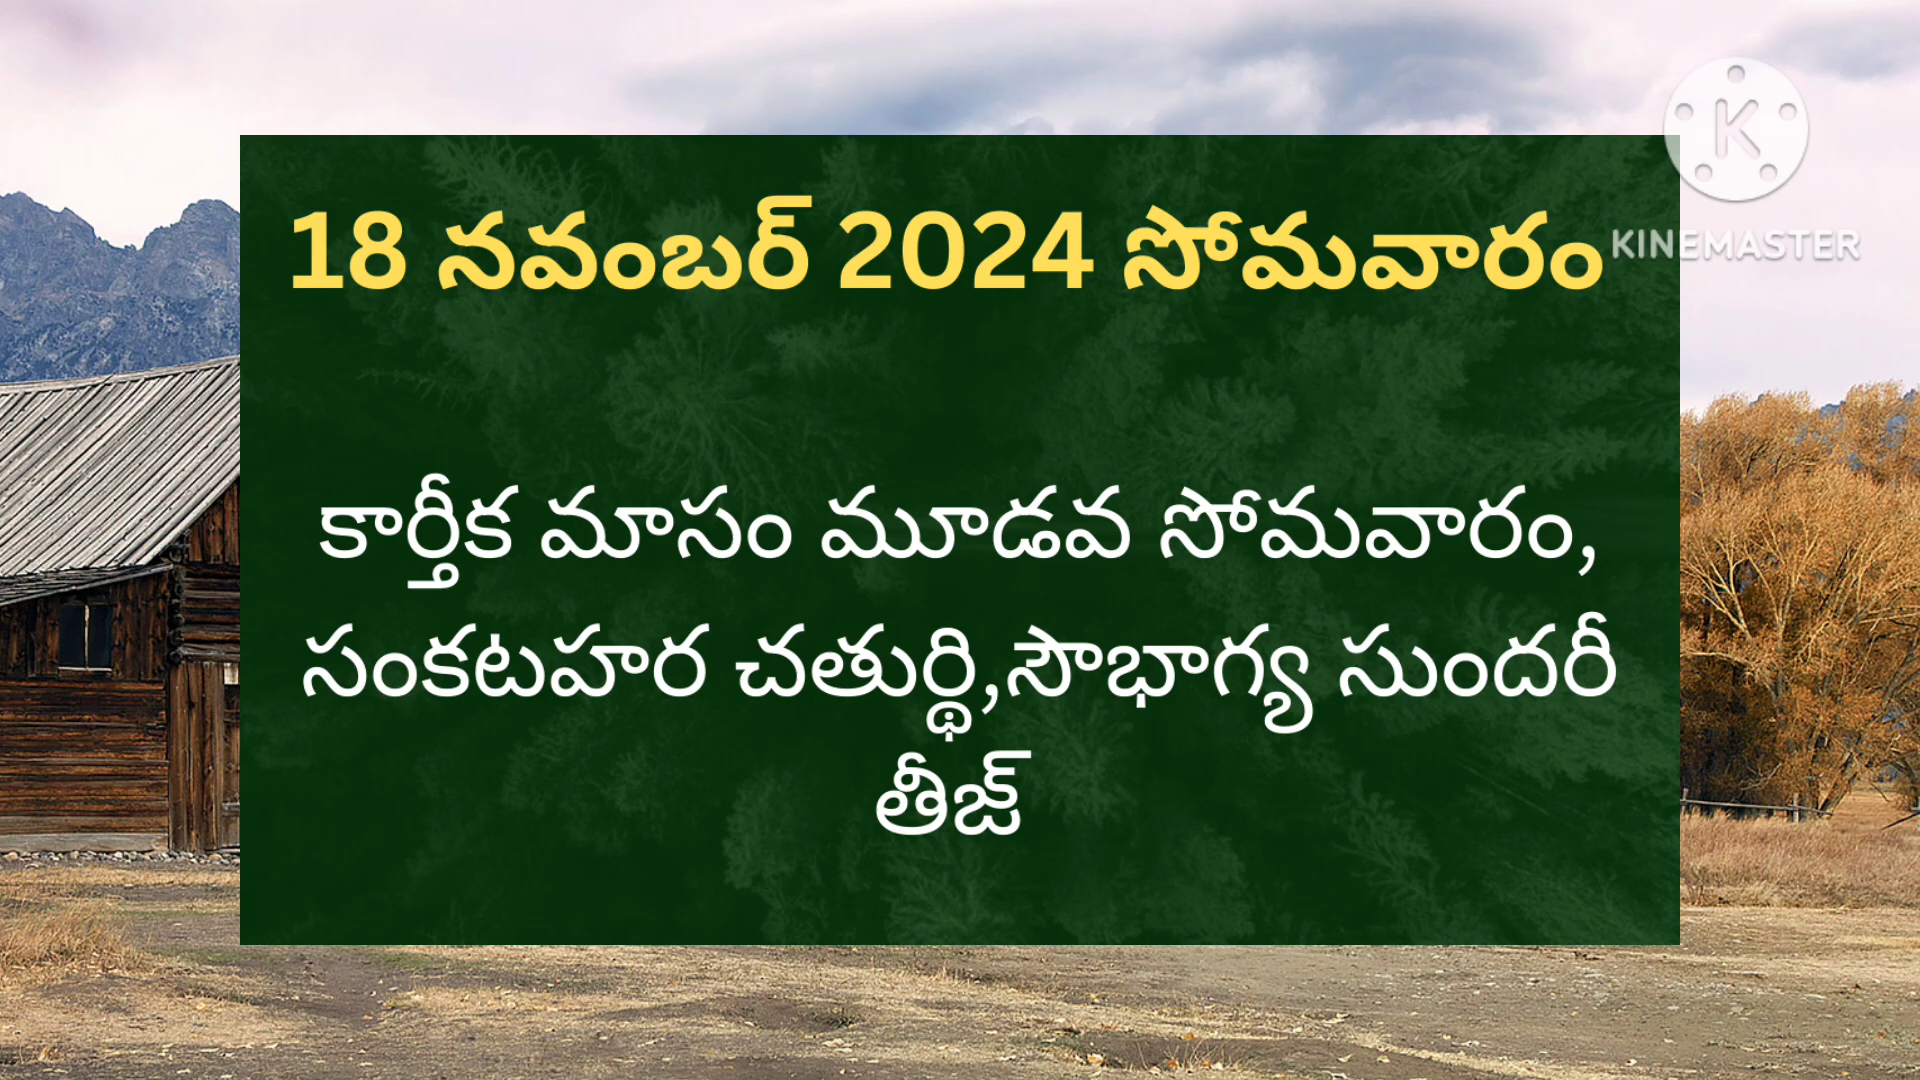 18 నవంబర్ 2024 సోమవారం
K
KINEMASTER
కార్తీక మాసం మూడవ సోమవారం,
సంకటహర చతుర్థి,సౌభాగ్య సుందరీ
తీజ్